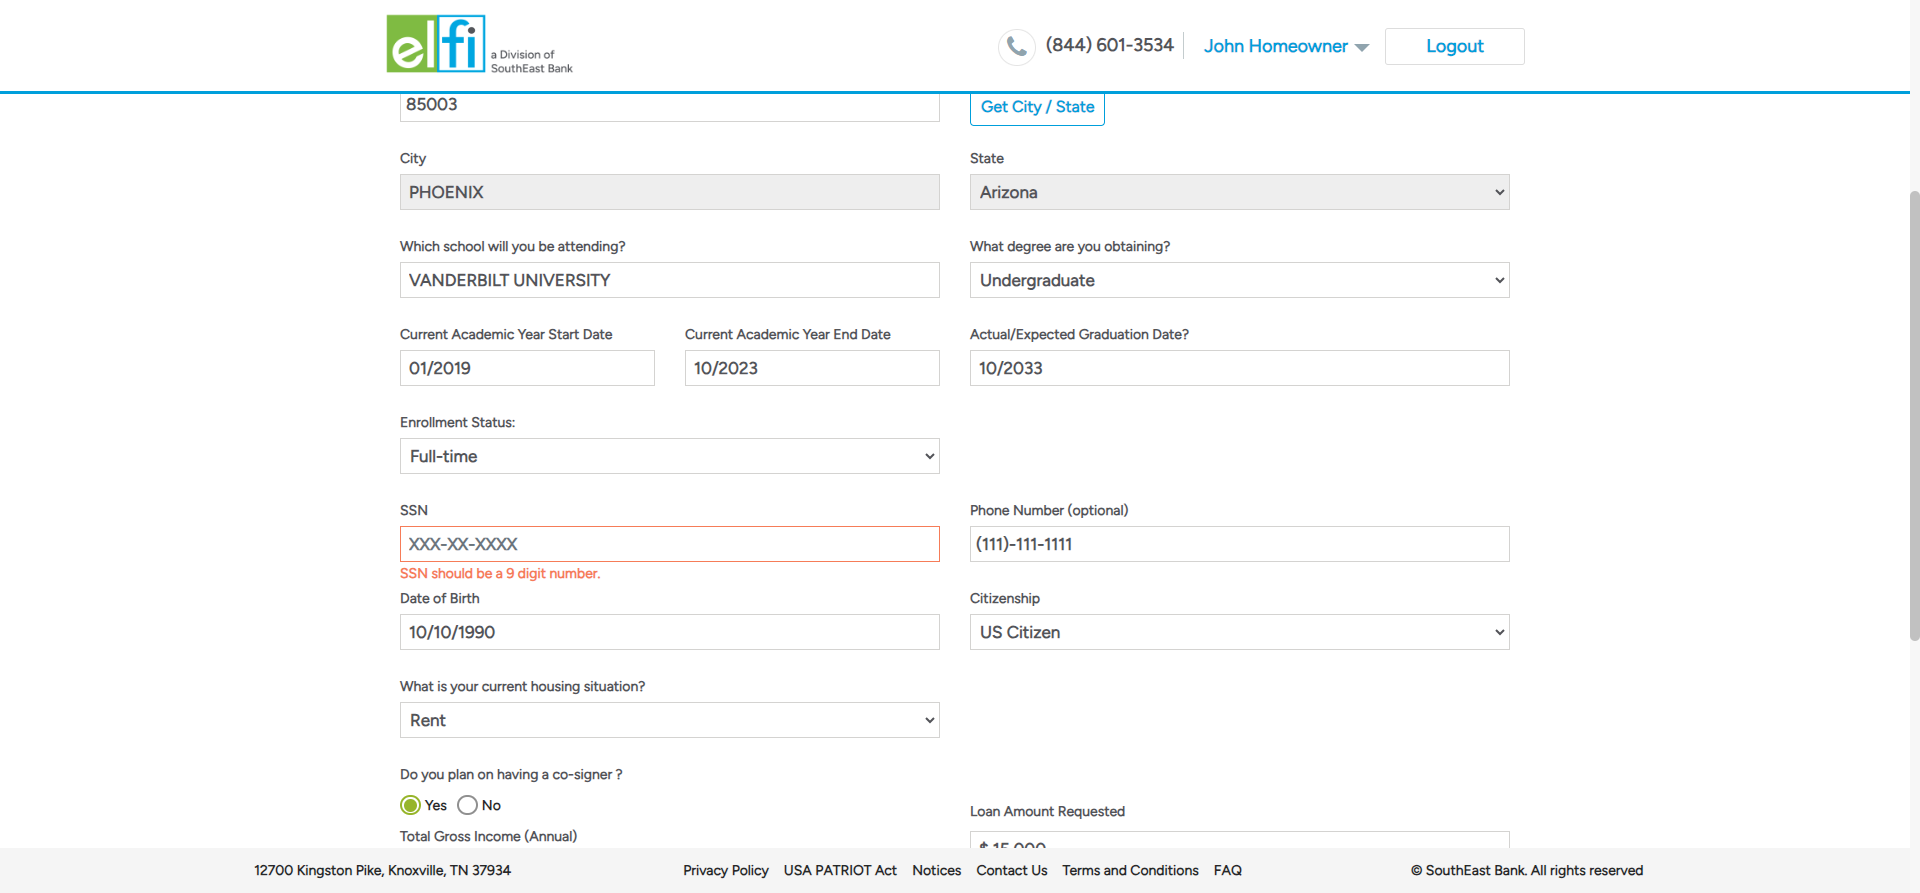 elfi
a Division of
SouthEast Bank
(844) 601-3534
John Homeowner
Logout
85003
Get City / State
City
State
PHOENIX
Arizona
Which school will you be attending?
What degree are you obtaining?
VANDERBILT UNIVERSITY
Undergraduate
Current Academic Year Start Date
Current Academic Year End Date
Actual/Expected Graduation Date?
01/2019
10/2023
10/2033
Enrollment Status:
Full-time
SSN
Phone Number (optional)
XXX-XX-XXXX
(111)-111-1111
SSN should be a 9 digit number.
Date of Birth
Citizenship
10/10/1990
US Citizen
What is your current housing situation?
Rent
Do you plan on having a co-signer ?
Yes
No
Loan Amount Requested
Total Gross Income (Annual)
$ 15,000
12700 Kingston Pike, Knoxville, TN 37934
Privacy Policy
USA PATRIOT Act
Notices
Contact Us
Terms and Conditions
FAQ
© SouthEast Bank. All rights reserved